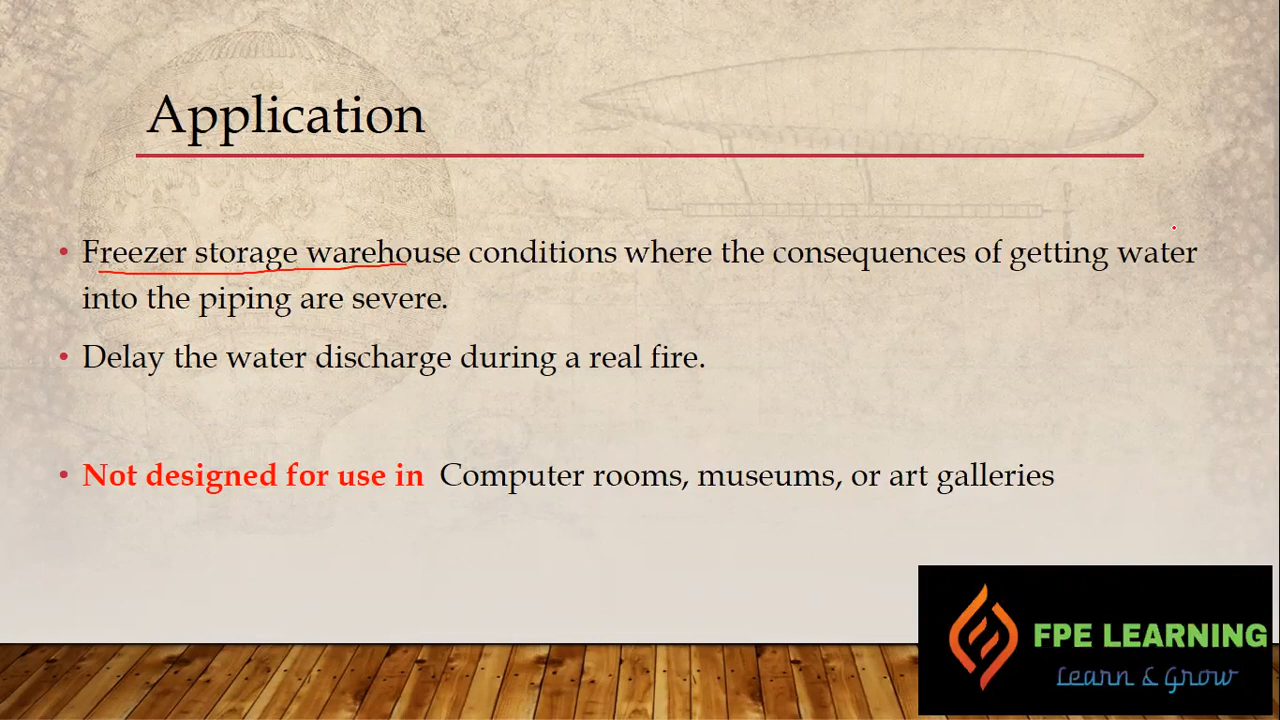 Application
Freezer storage warehouse conditions where the consequences of getting water
into the piping are severe.
Delay the water discharge during a real fire.
Not designed for use in Computer rooms, museums, or art galleries
FPE LEARNING
Learn & Grow